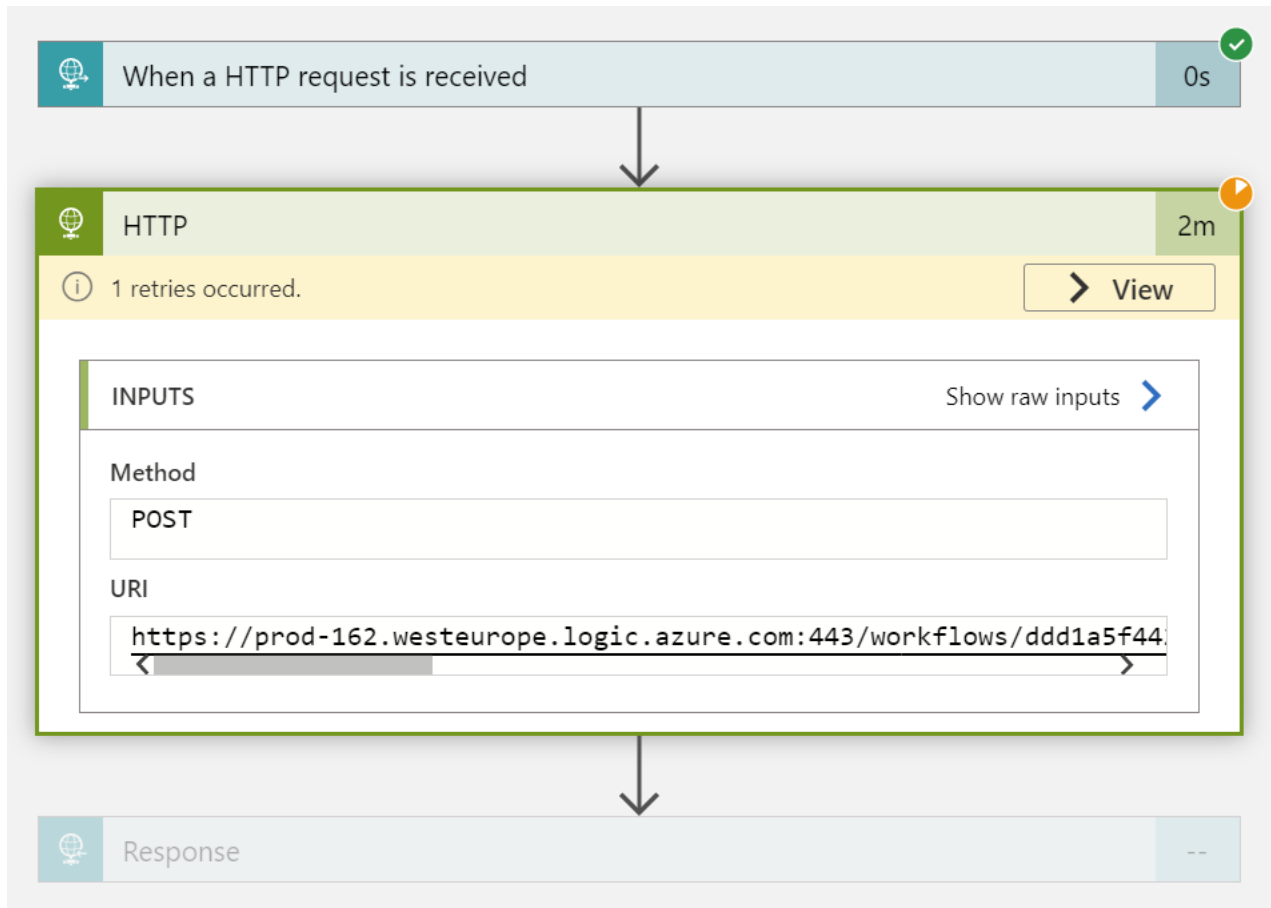 When a HTTP request is received
0s
HTTP
2m
1 retries occurred.
View
INPUTS
Show raw inputs
Method
POST
URI
https://prod-162.westeurope.logic.azure.com:443/workflows/ddd1a5f44
Response
--